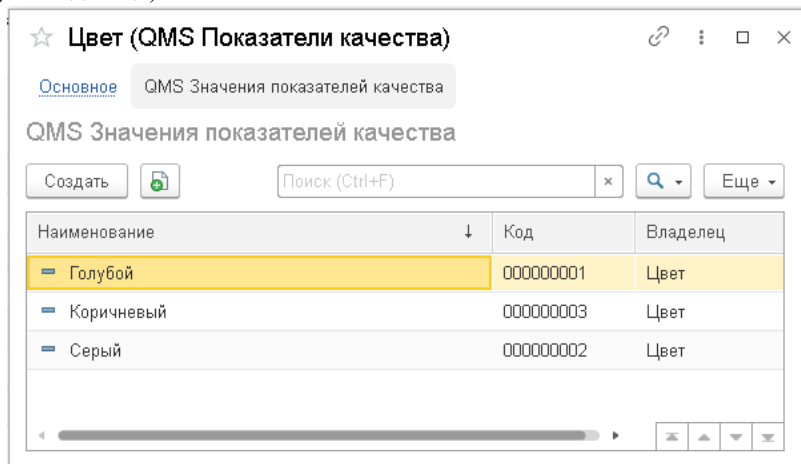 Цвет (QMS Показатели качества)
Основное QMS Значения показателей качества
QMS Значения показателей качества
Создать Поиск (Ctrl+F) × Еще
Наименование ↓ Код Владелец
Голубой 000000001 Цвет
Коричневый 000000003 Цвет
Серый 000000002 Цвет